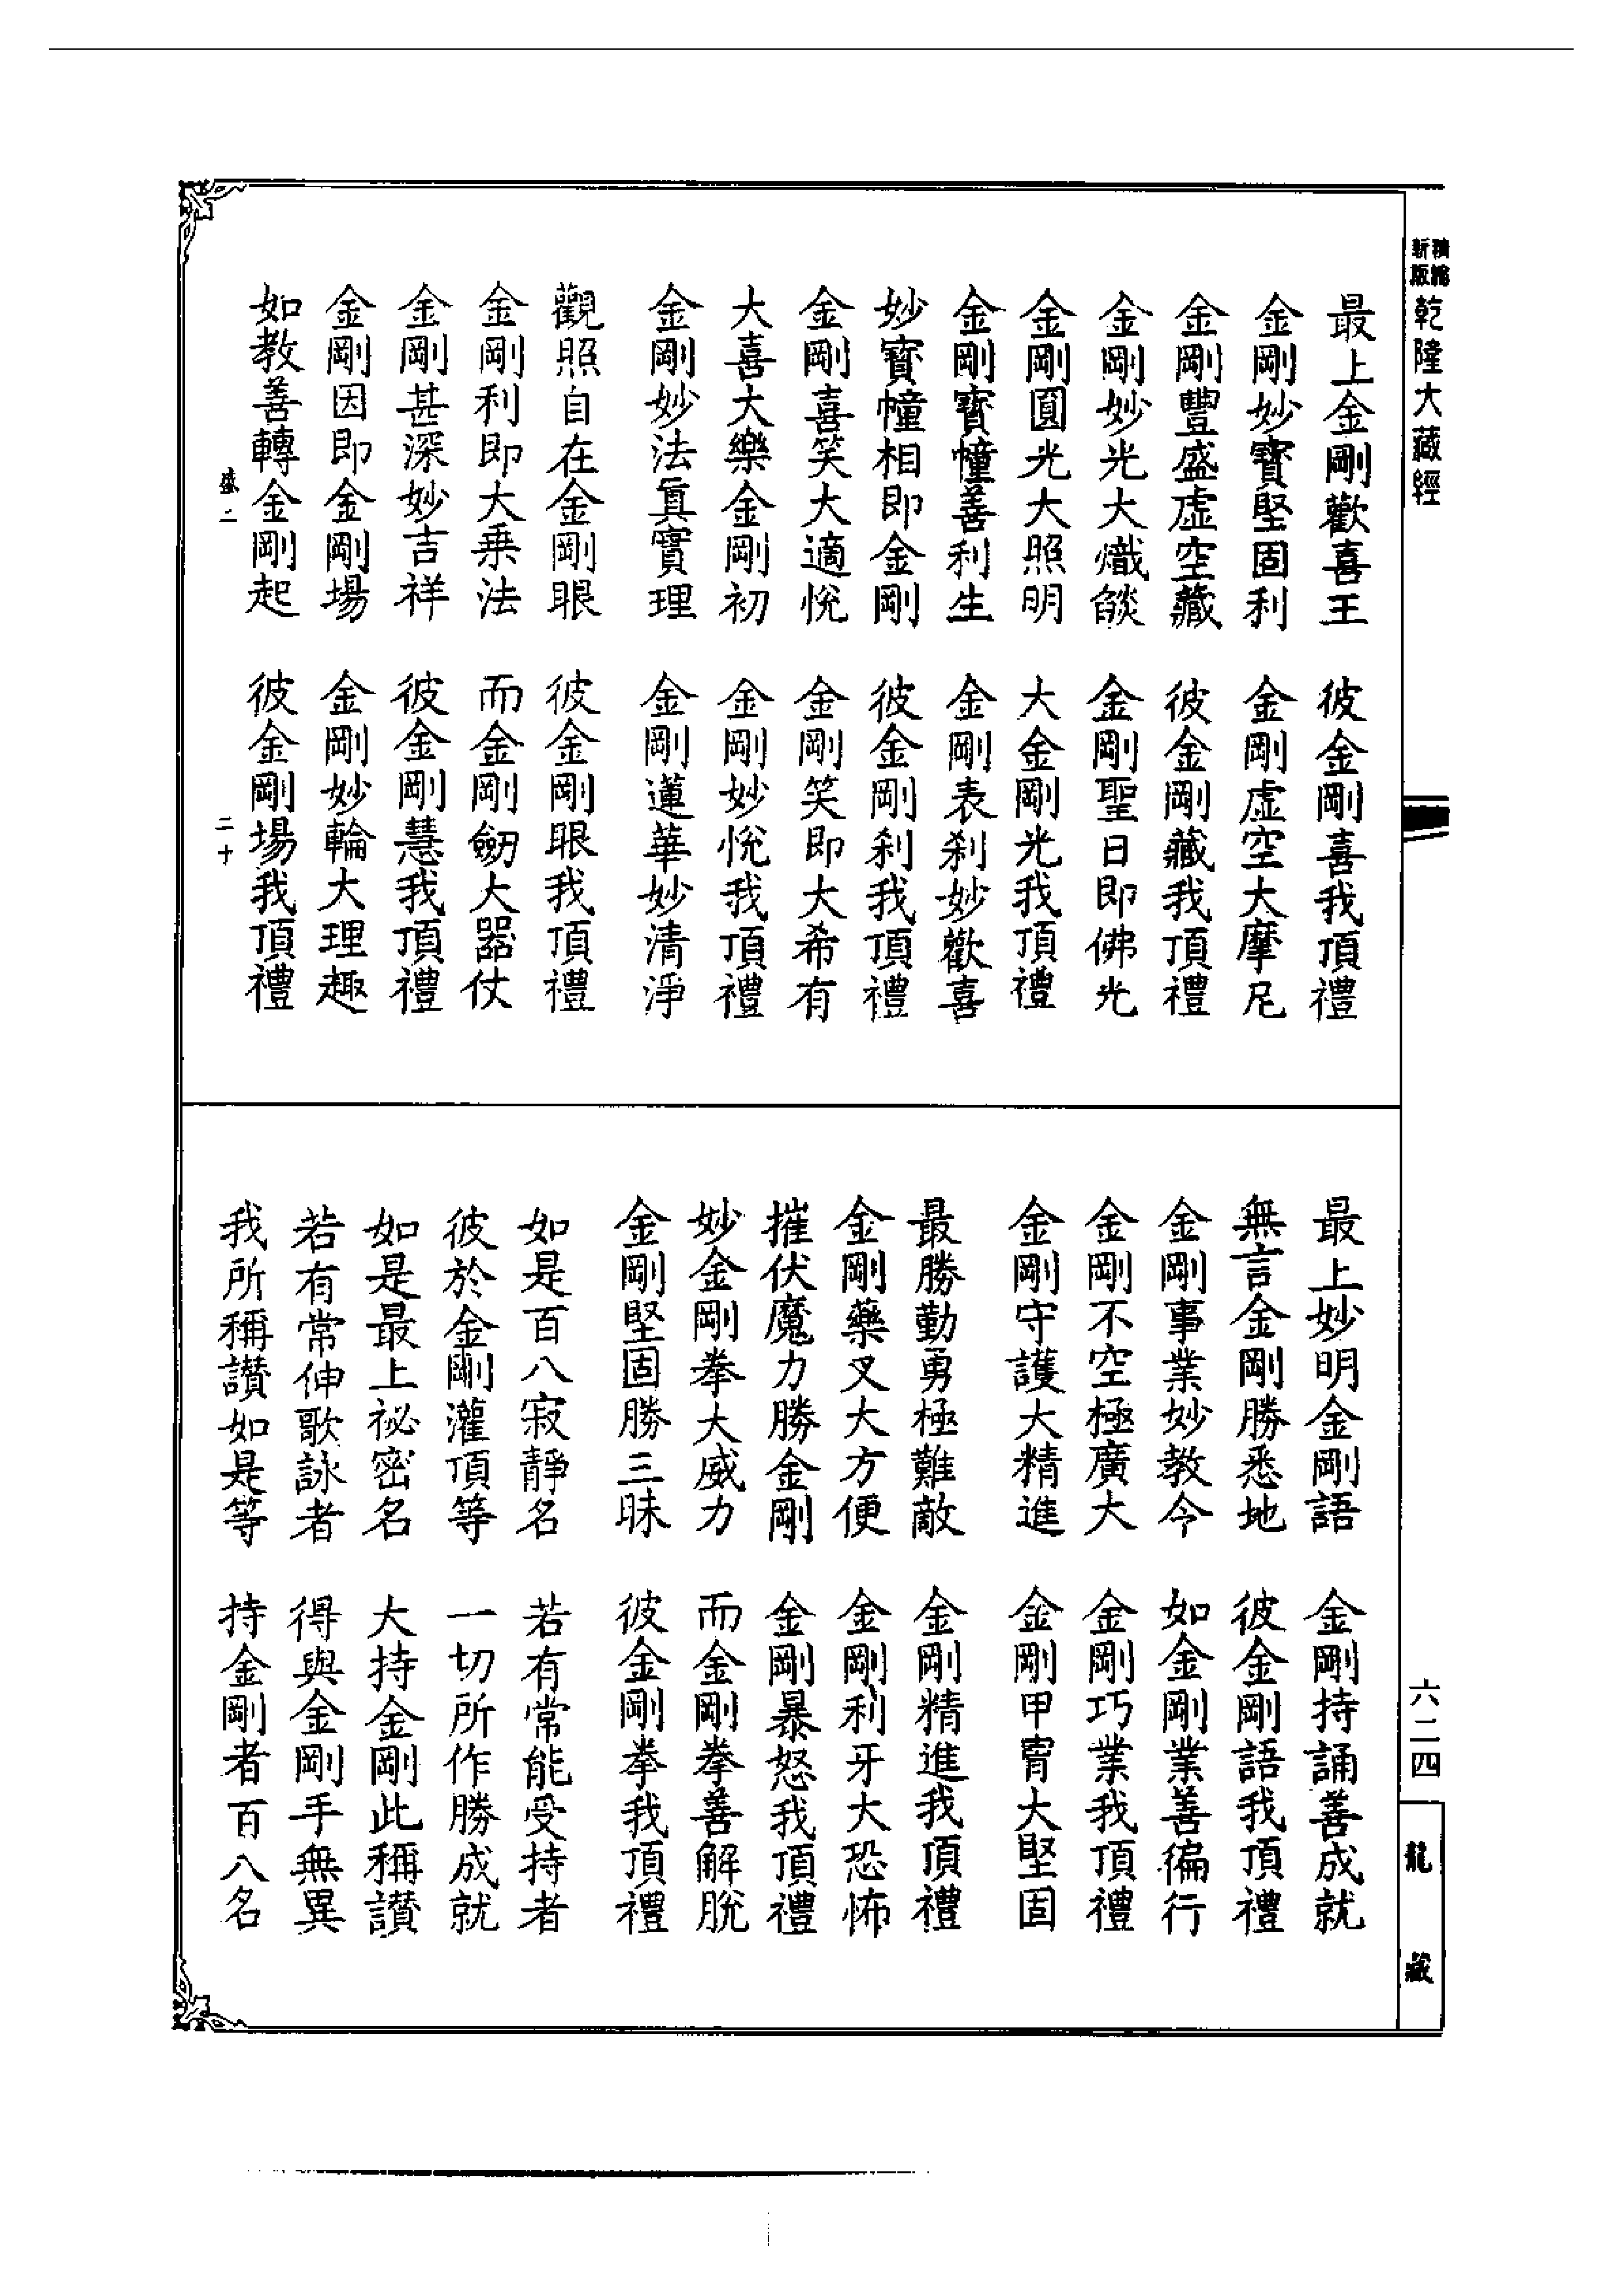 精縮新版
乾隆大藏經
最上金剛歡喜王　彼金剛喜我頂禮
金剛妙寶堅固利　金剛虛空大摩尼
金剛豐盛虛空藏　彼金剛藏我頂禮
金剛妙光大熾燄　金剛聖日即佛光
金剛圓光大照明　大金剛光我頂禮
金剛寶幢善利生　金剛表剎妙歡喜
妙寶幢相即金剛　彼金剛剎我頂禮
金剛喜笑大適悅　金剛笑即大希有
大喜大樂金剛初　金剛妙悅我頂禮
金剛妙法真實理　金剛蓮華妙清淨
觀照自在金剛眼　彼金剛眼我頂禮
金剛利即大乗法　而金剛劒大器仗
金剛甚深妙吉祥　彼金剛慧我頂禮
金剛因即金剛場　金剛妙輪大理趣
如教善轉金剛起　彼金剛場我頂禮
盛二　二十
最上妙明金剛語　金剛持誦善成就
無言金剛勝悉地　彼金剛語我頂禮
金剛事業妙教令　如金剛業善徧行
金剛不空極廣大　金剛巧業我頂禮
金剛守護大精進　金剛甲冑大堅固
最勝勤勇極難敵　金剛精進我頂禮
金剛藥叉大方便　金剛利牙大恐怖
摧伏魔力勝金剛　金剛暴怒我頂禮
妙金剛拳大威力　而金剛拳善解脫
金剛堅固勝三昧　彼金剛拳我頂禮
如是百八寂靜名　若有常能受持者
彼於金剛灌頂等　一切所作勝成就
如是最上祕密名　大持金剛此稱讚
若有常伸歌詠者　得與金剛手無異
我所稱讚如是等　持金剛者百八名
六二四
龍藏